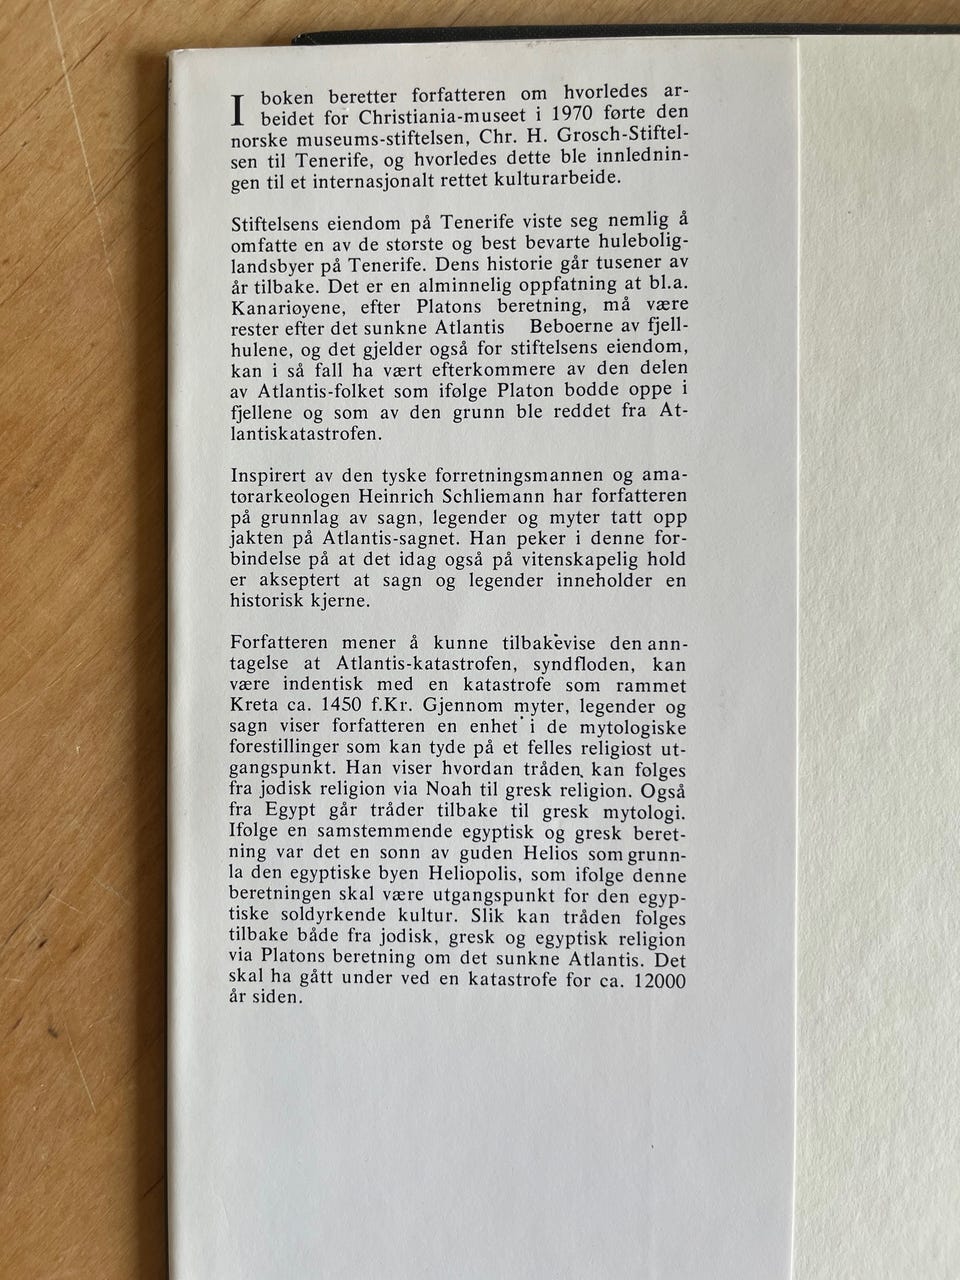 I boken beretter forfatteren om hvorledes ar-
beidet for Christiania-museet i 1970 førte den
norske museums-stiftelsen, Chr. H. Grosch-Stiftel-
sen til Tenerife, og hvorledes dette ble innlednin-
gen til et internasjonalt rettet kulturarbeide.
Stiftelsens eiendom på Tenerife viste seg nemlig å
omfatte en av de største og best bevarte hulebolig-
landsbyer på Tenerife. Dens historie går tusener av
år tilbake. Det er en alminnelig oppfatning at bl.a.
Kanariøyene, efter Platons beretning, må være
rester efter det sunkne Atlantis Beboerne av fjell-
hulene, og det gjelder også for stiftelsens eiendom,
kan i så fall ha vært efterkommere av den delen
av Atlantis-folket som ifølge Platon bodde oppe i
fjellene og som av den grunn ble reddet fra At-
lantiskatastrofen.
Inspirert av den tyske forretningsmannen og ama-
tørarkeologen Heinrich Schliemann har forfatteren
på grunnlag av sagn, legender og myter tatt opp
jakten på Atlantis-sagnet. Han peker i denne for-
bindelse på at det idag også på vitenskapelig hold
er akseptert at sagn og legender inneholder en
historisk kjerne.
Forfatteren mener å kunne tilbakevise den ann-
tagelse at Atlantis-katastrofen, syndfloden, kan
være indentisk med en katastrofe som rammet
Kreta ca. 1450 f.Kr. Gjennom myter, legender og
sagn viser forfatteren en enhet i de mytologiske
forestillinger som kan tyde på et felles religiøst ut-
gangspunkt. Han viser hvordan tråden kan følges
fra jødisk religion via Noah til gresk religion. Også
fra Egypt går tråder tilbake til gresk mytologi.
Ifølge en samstemmende egyptisk og gresk beret-
ning var det en sønn av guden Helios som grunn-
la den egyptiske byen Heliopolis, som ifølge denne
beretningen skal være utgangspunkt for den egyp-
tiske soldyrkende kultur. Slik kan tråden følges
tilbake både fra jødisk, gresk og egyptisk religion
via Platons beretning om det sunkne Atlantis. Det
skal ha gått under ved en katastrofe for ca. 12000
år siden.